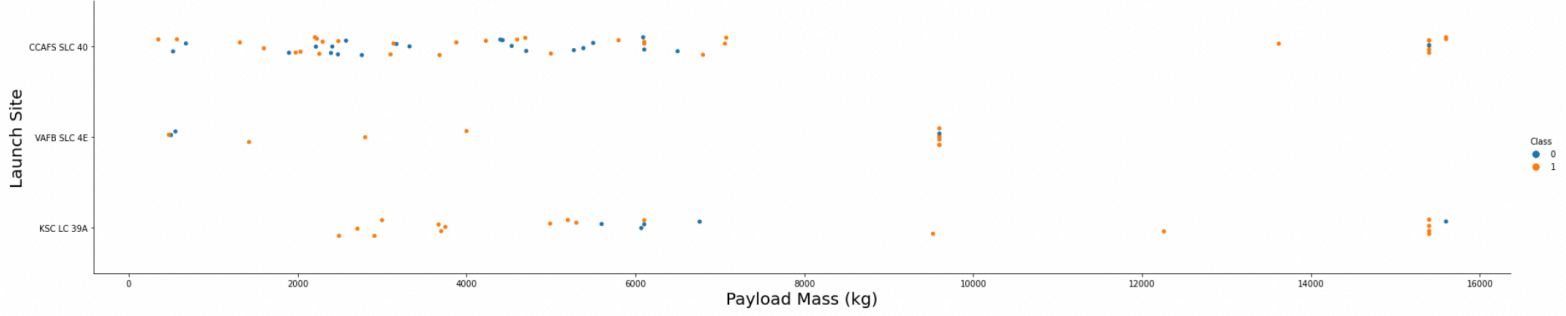 Launch Site
CCAFS SLC 40
VAFB SLC 4E
KSC LC 39A
0 2000 4000 6000 8000 10000 12000 14000 16000
Payload Mass (kg)
Class
0
1